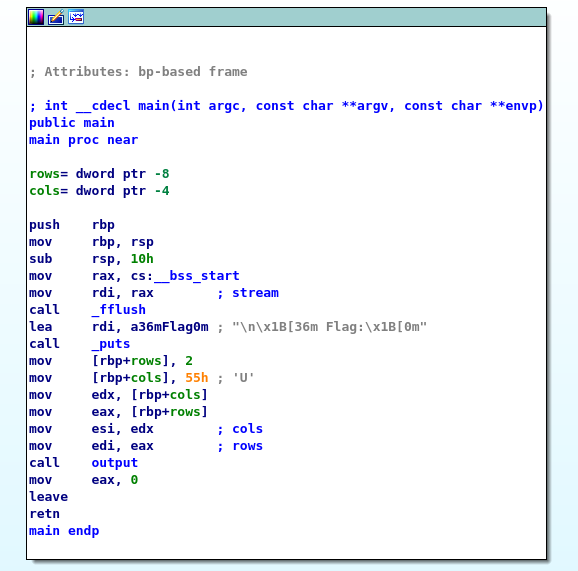 ; Attributes: bp-based frame
; int __cdecl main(int argc, const char **argv, const char **envp)
public main
main proc near
rows= dword ptr -8
cols= dword ptr -4
push    rbp
mov     rbp, rsp
sub     rsp, 10h
mov     rax, cs:__bss_start
mov     rdi, rax        ; stream
call    _fflush
lea     rdi, a36mFlag0m ; "\n\x1B[36m Flag:\x1B[0m"
call    _puts
mov     [rbp+rows], 2
mov     [rbp+cols], 55h ; 'U'
mov     edx, [rbp+cols]
mov     eax, [rbp+rows]
mov     esi, edx        ; cols
mov     edi, eax        ; rows
call    output
mov     eax, 0
leave
retn
main endp